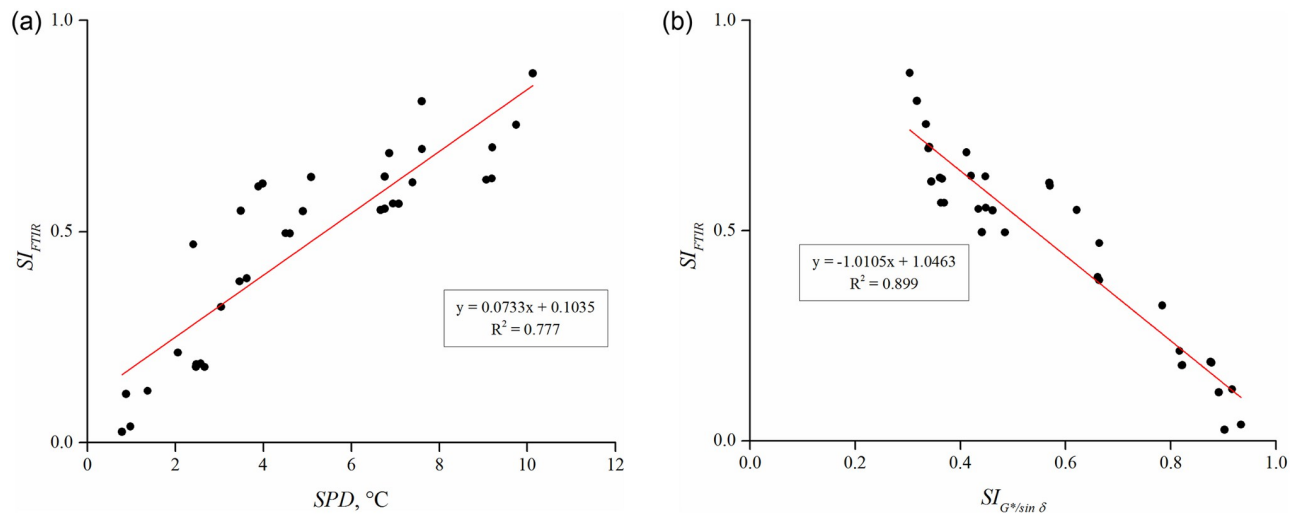 (a)
1.0
0.5
0.0
SI_FTIR
y = 0.0733x + 0.1035
R² = 0.777
0 2 4 6 8 10 12
SPD, °C
(b)
1.0
0.5
0.0
SI_FTIR
y = -1.0105x + 1.0463
R² = 0.899
0.0 0.2 0.4 0.6 0.8 1.0
SI_G*/sin δ